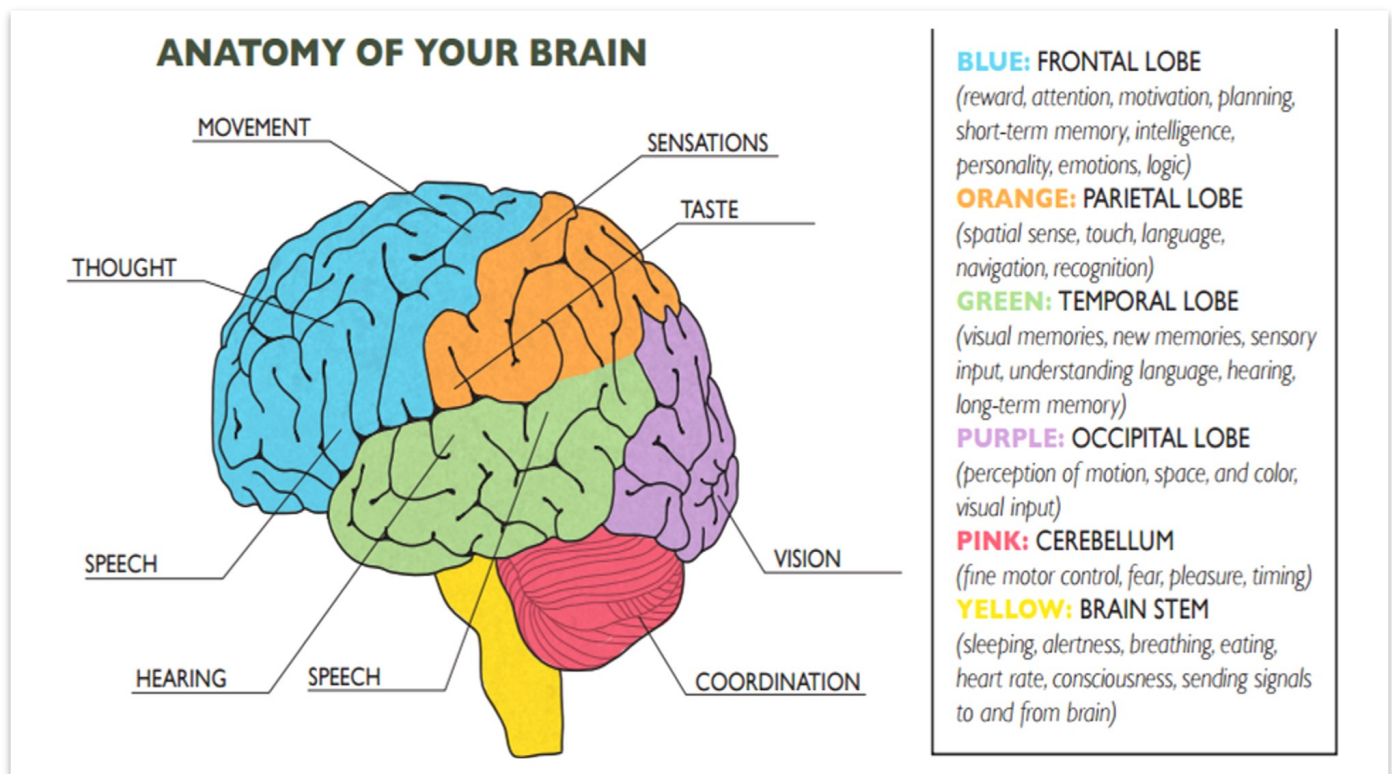 ANATOMY OF YOUR BRAIN
MOVEMENT
SENSATIONS
TASTE
THOUGHT
SPEECH
VISION
HEARING
SPEECH
COORDINATION
BLUE: FRONTAL LOBE
(reward, attention, motivation, planning,
short-term memory, intelligence,
personality, emotions, logic)
ORANGE: PARIETAL LOBE
(spatial sense, touch, language,
navigation, recognition)
GREEN: TEMPORAL LOBE
(visual memories, new memories, sensory
input, understanding language, hearing,
long-term memory)
PURPLE: OCCIPITAL LOBE
(perception of motion, space, and color,
visual input)
PINK: CEREBELLUM
(fine motor control, fear, pleasure, timing)
YELLOW: BRAIN STEM
(sleeping, alertness, breathing, eating,
heart rate, consciousness, sending signals
to and from brain)